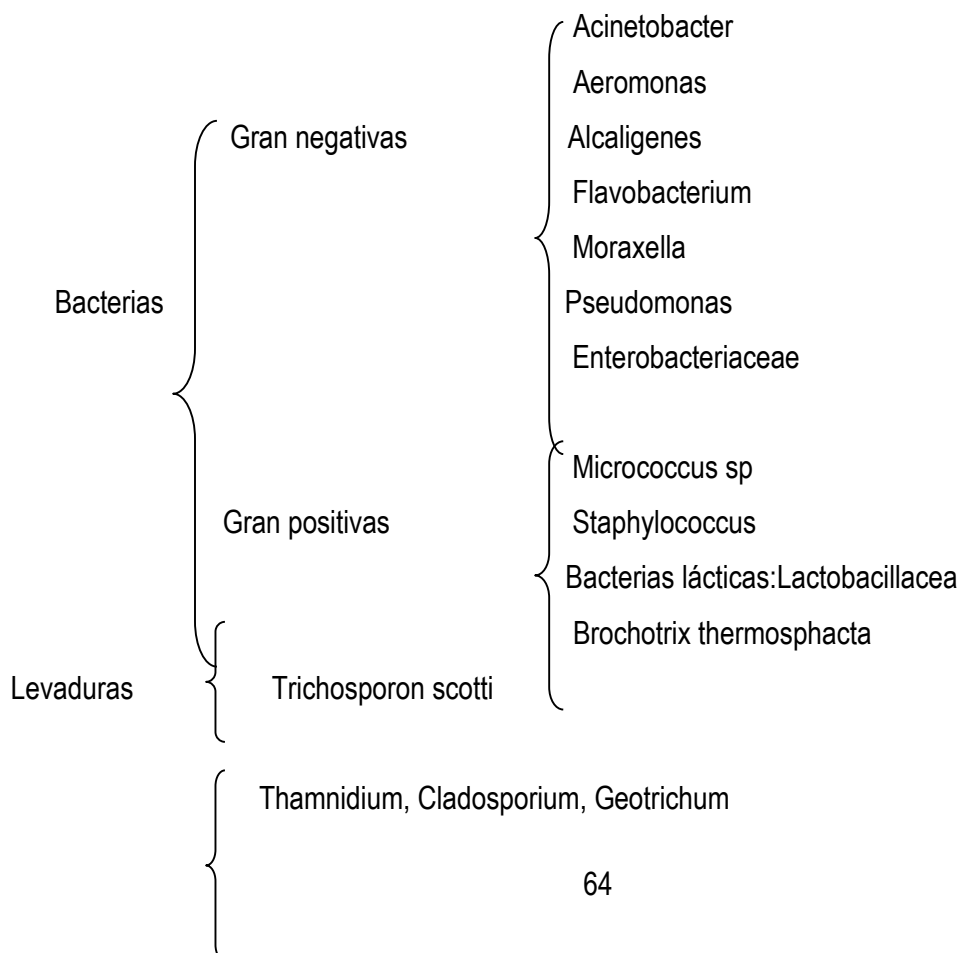 Acinetobacter
Aeromonas
Gran negativas
Alcaligenes
Flavobacterium
Moraxella
Bacterias
Pseudomonas
Enterobacteriaceae
Micrococcus sp
Gran positivas
Staphylococcus
Bacterias lácticas:Lactobacillacea
Brochotrix thermosphacta
Levaduras
Trichosporon scotti
Thamnidium, Cladosporium, Geotrichum
64